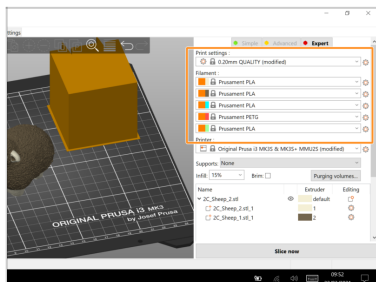 ttings
Simple
Advanced
Expert
Print settings :
0.20mm QUALITY (modified)
Filament :
Prusament PLA
Prusament PLA
Prusament PLA
Prusament PETG
Prusament PLA
Printer :
Original Prusa i3 MK3S & MK3S+ MMU2S (modified)
Supports: None
Infill: 15% Brim:
Purging volumes...
Name Extruder Editing
2C_Sheep_2.stl default
2C_Sheep_2.stl_1 1
2C_Sheep_1.stl_1 2
ORIGINAL PRUSA i3 MK3
by Josef Prusa
Slice now
09:52